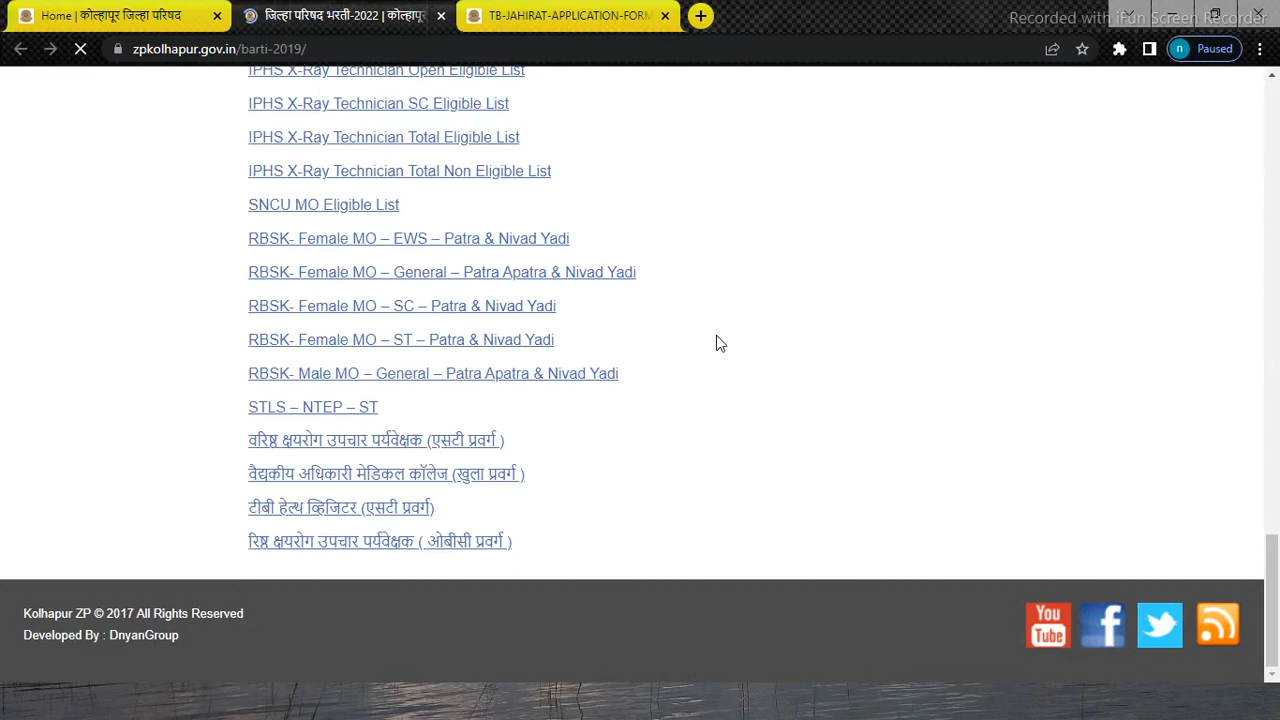 Home | कोल्हापूर जिल्हा परिषद
जिल्हा परिषद भरती-2022 | कोल्हापू
TB-JAHIRAT-APPLICATION-FORM
Recorded with iFun Screen Recorder
zpkolhapur.gov.in/barti-2019/
n Paused
IPHS X-Ray Technician Open Eligible List
IPHS X-Ray Technician SC Eligible List
IPHS X-Ray Technician Total Eligible List
IPHS X-Ray Technician Total Non Eligible List
SNCU MO Eligible List
RBSK- Female MO – EWS – Patra & Nivad Yadi
RBSK- Female MO – General – Patra Apatra & Nivad Yadi
RBSK- Female MO – SC – Patra & Nivad Yadi
RBSK- Female MO – ST – Patra & Nivad Yadi
RBSK- Male MO – General – Patra Apatra & Nivad Yadi
STLS – NTEP – ST
वरिष्ठ क्षयरोग उपचार पर्यवेक्षक (एसटी प्रवर्ग )
वैद्यकीय अधिकारी मेडिकल कॉलेज (खुला प्रवर्ग )
टीबी हेल्थ व्हिजिटर (एसटी प्रवर्ग)
रिष्ठ क्षयरोग उपचार पर्यवेक्षक ( ओबीसी प्रवर्ग )
Kolhapur ZP © 2017 All Rights Reserved
Developed By : DnyanGroup
You
Tube